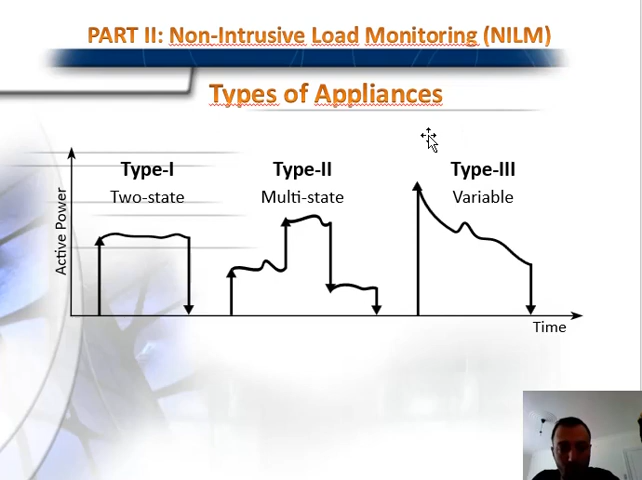 PART II: Non-Intrusive Load Monitoring (NILM)
Types of Appliances
Type-I
Type-II
Type-III
Two-state
Multi-state
Variable
Active Power
Time